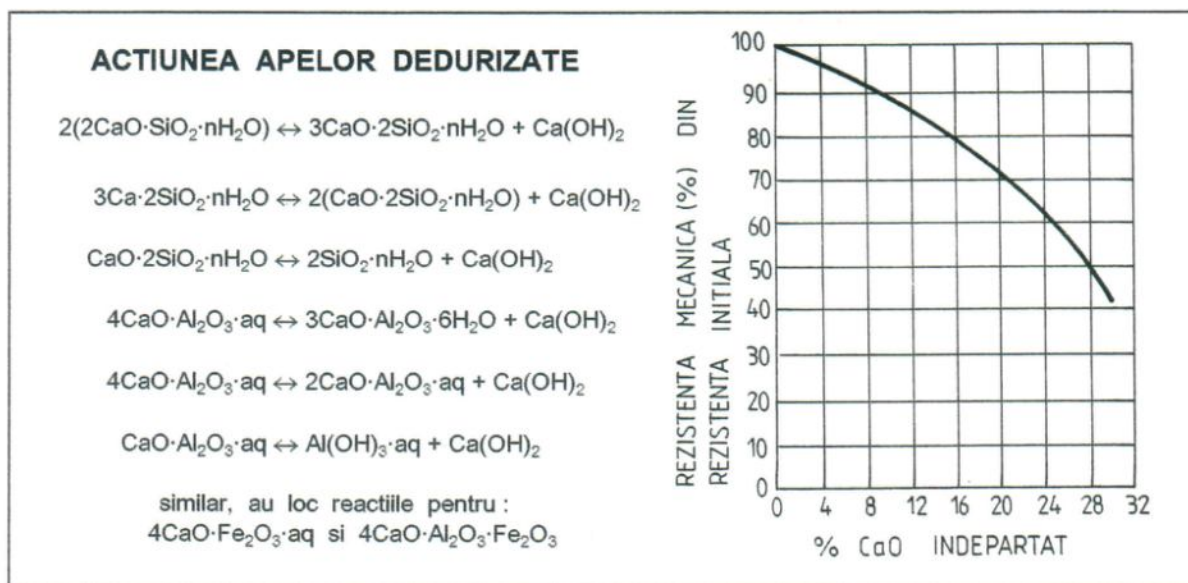 ACTIUNEA APELOR DEDURIZATE
2(2CaO·SiO₂·nH₂O) ↔ 3CaO·2SiO₂·nH₂O + Ca(OH)₂
3Ca·2SiO₂·nH₂O ↔ 2(CaO·2SiO₂·nH₂O) + Ca(OH)₂
CaO·2SiO₂·nH₂O ↔ 2SiO₂·nH₂O + Ca(OH)₂
4CaO·Al₂O₃·aq ↔ 3CaO·Al₂O₃·6H₂O + Ca(OH)₂
4CaO·Al₂O₃·aq ↔ 2CaO·Al₂O₃·aq + Ca(OH)₂
CaO·Al₂O₃·aq ↔ Al(OH)₃·aq + Ca(OH)₂
similar, au loc reactiile pentru :
4CaO·Fe₂O₃·aq si 4CaO·Al₂O₃·Fe₂O₃
REZISTENTA MECANICA (%) DIN
REZISTENTA INITIALA
100
90
80
70
60
50
40
30
20
10
0
0 4 8 12 16 20 24 28 32
% CaO INDEPARTAT